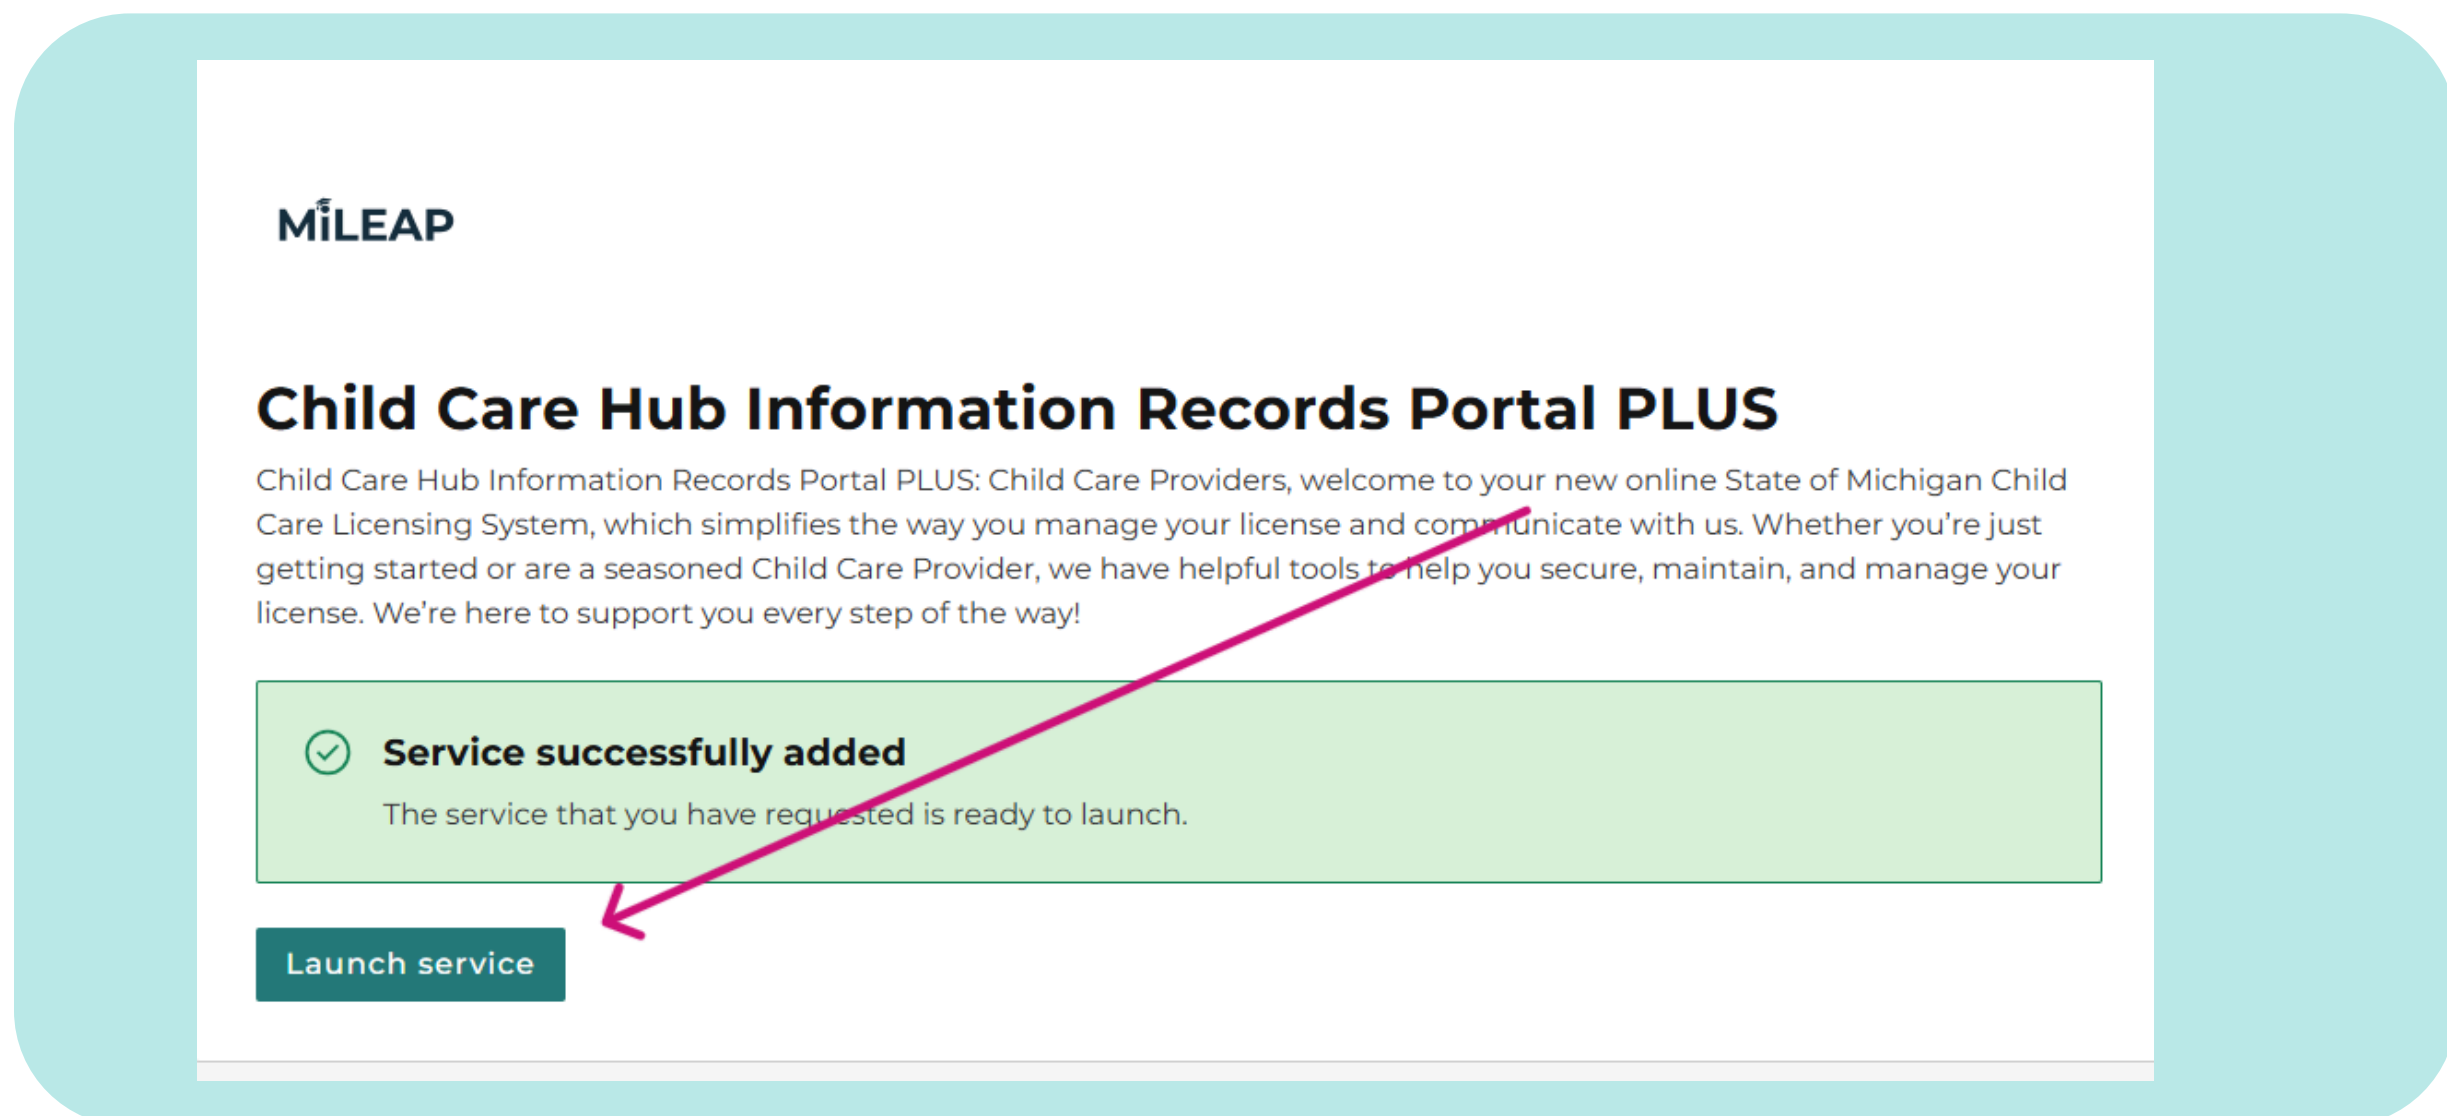 MiLEAP
Child Care Hub Information Records Portal PLUS
Child Care Hub Information Records Portal PLUS: Child Care Providers, welcome to your new online State of Michigan Child
Care Licensing System, which simplifies the way you manage your license and communicate with us. Whether you’re just
getting started or are a seasoned Child Care Provider, we have helpful tools to help you secure, maintain, and manage your
license. We’re here to support you every step of the way!
Service successfully added
The service that you have requested is ready to launch.
Launch service